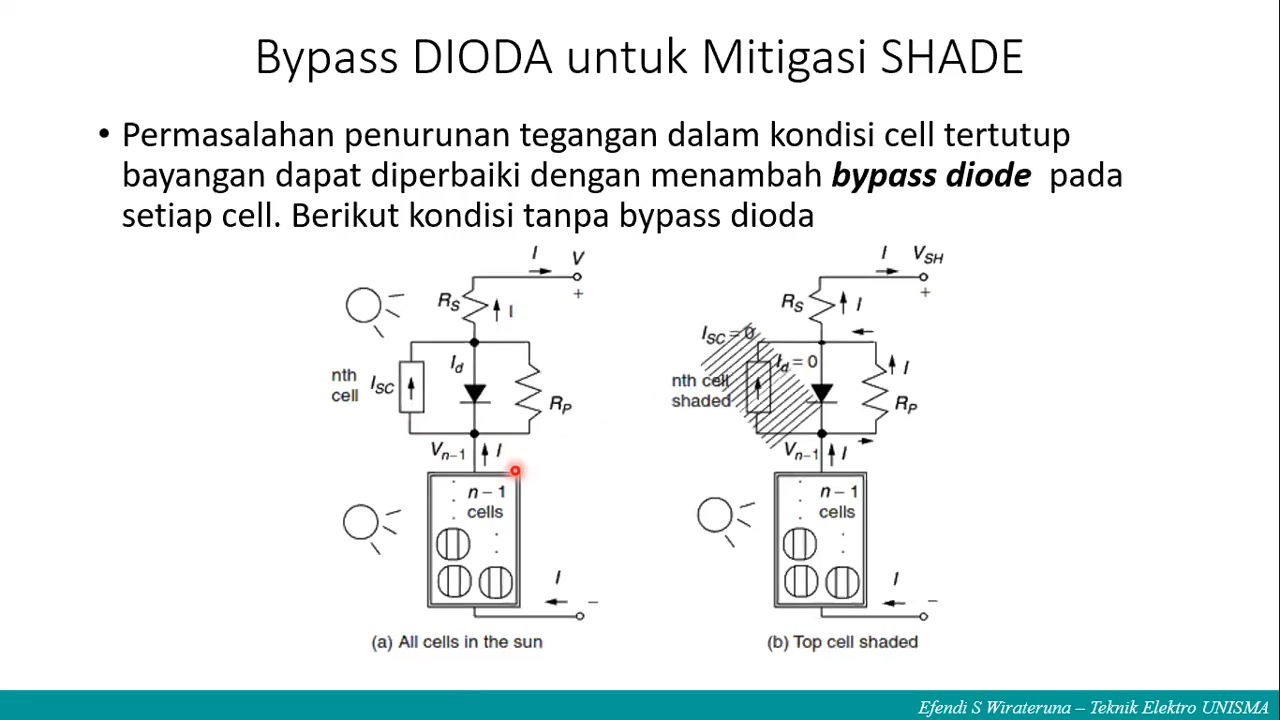 Bypass DIODA untuk Mitigasi SHADE
• Permasalahan penurunan tegangan dalam kondisi cell tertutup
bayangan dapat diperbaiki dengan menambah bypass diode pada
setiap cell. Berikut kondisi tanpa bypass dioda
I V
+
RS I
nth
cell
ISC
Id
RP
Vn–1 I
n – 1
cells
I –
(a) All cells in the sun
I VSH
+
RS I
ISC = 0
Id = 0
I
nth cell
shaded
RP
Vn–1 I
n – 1
cells
I –
(b) Top cell shaded
Efendi S Wirateruna – Teknik Elektro UNISMA